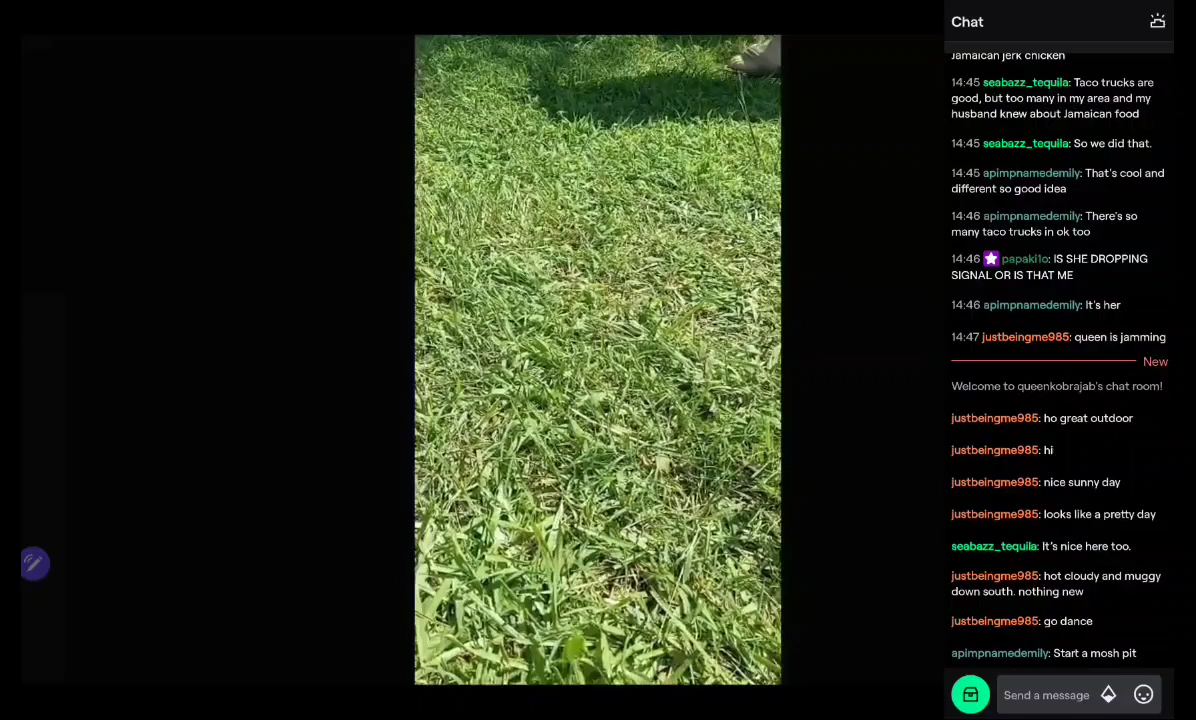 Chat
Jamaican jerk chicken
14:45 seabazz_tequila: Taco trucks are
good, but too many in my area and my
husband knew about Jamaican food
14:45 seabazz_tequila: So we did that.
14:45 apimpnamedemily: That's cool and
different so good idea
14:46 apimpnamedemily: There's so
many taco trucks in ok too
14:46 papaki1o: IS SHE DROPPING
SIGNAL OR IS THAT ME
14:46 apimpnamedemily: It's her
14:47 justbeingme985: queen is jamming
New
Welcome to queenkobrajab's chat room!
justbeingme985: ho great outdoor
justbeingme985: hi
justbeingme985: nice sunny day
justbeingme985: looks like a pretty day
seabazz_tequila: It's nice here too.
justbeingme985: hot cloudy and muggy
down south. nothing new
justbeingme985: go dance
apimpnamedemily: Start a mosh pit
Send a message